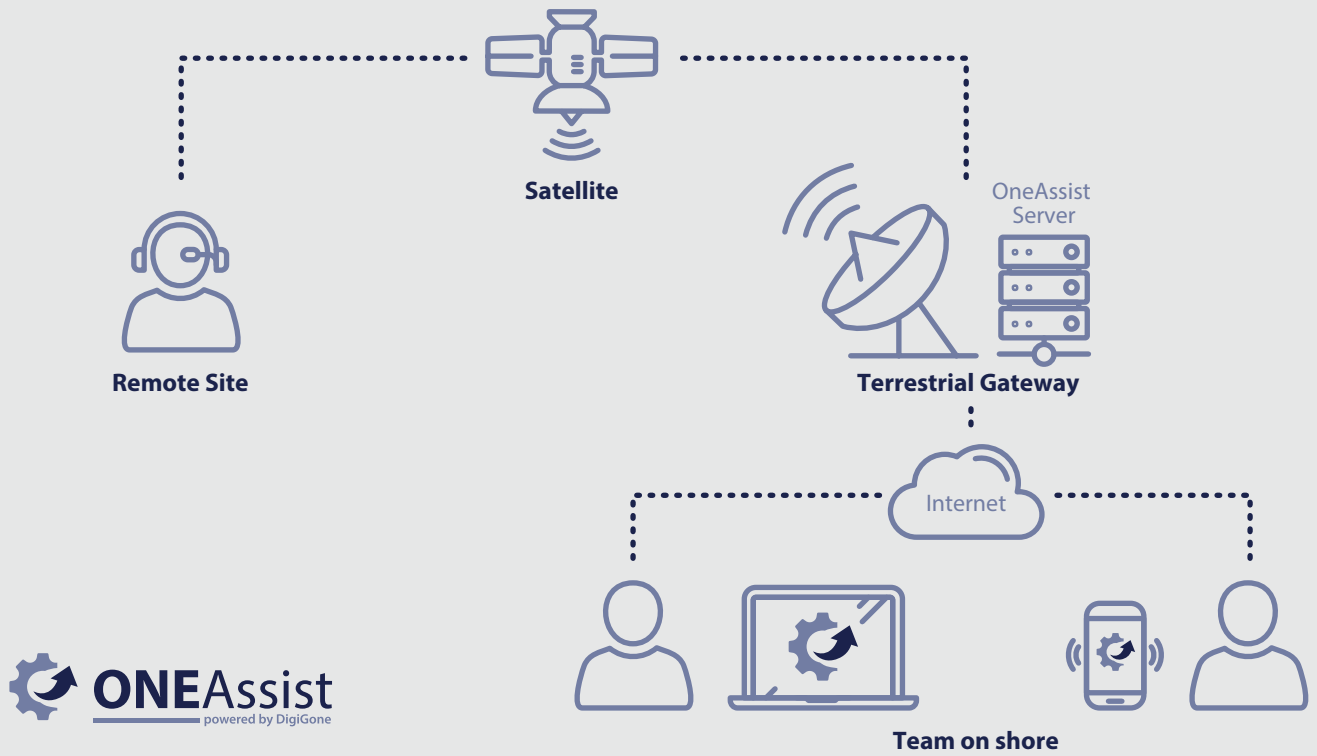 Satellite
OneAssist
Server
Remote Site
Terrestrial Gateway
Internet
ONEAssist
powered by DigiGone
Team on shore